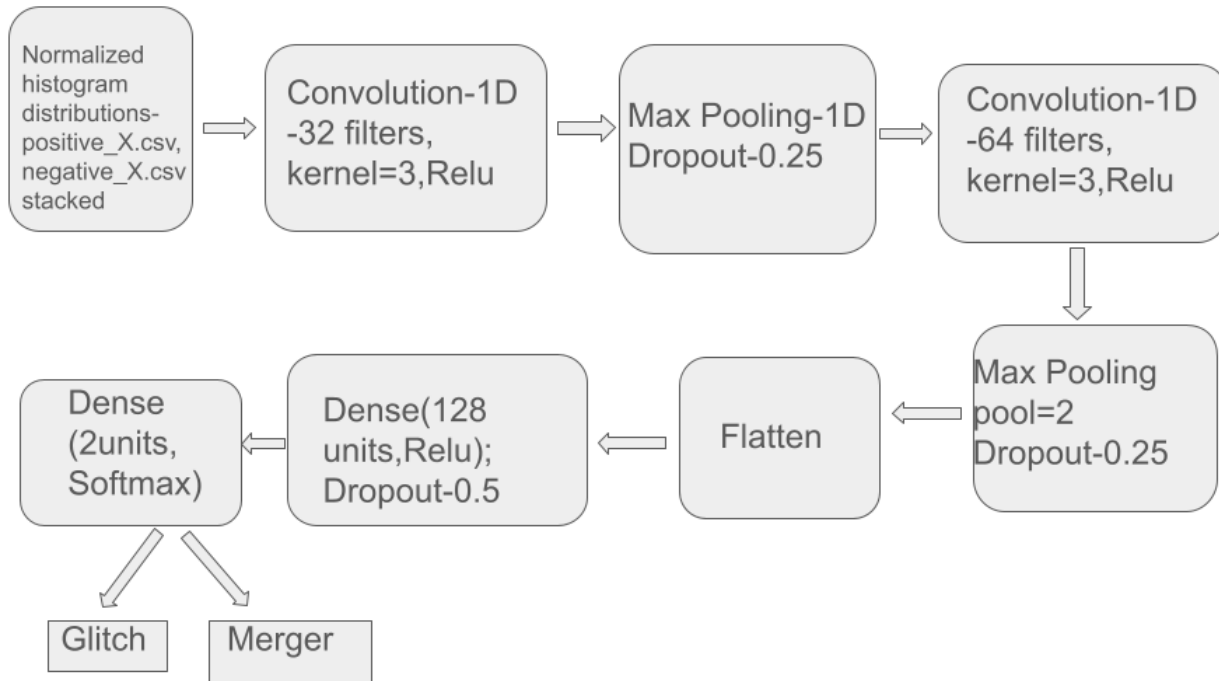 Normalized
histogram
distributions-
positive_X.csv,
negative_X.csv
stacked
Convolution-1D
-32 filters,
kernel=3,Relu
Max Pooling-1D
Dropout-0.25
Convolution-1D
-64 filters,
kernel=3,Relu
Max Pooling
pool=2
Dropout-0.25
Flatten
Dense(128
units,Relu);
Dropout-0.5
Dense
(2units,
Softmax)
Glitch
Merger